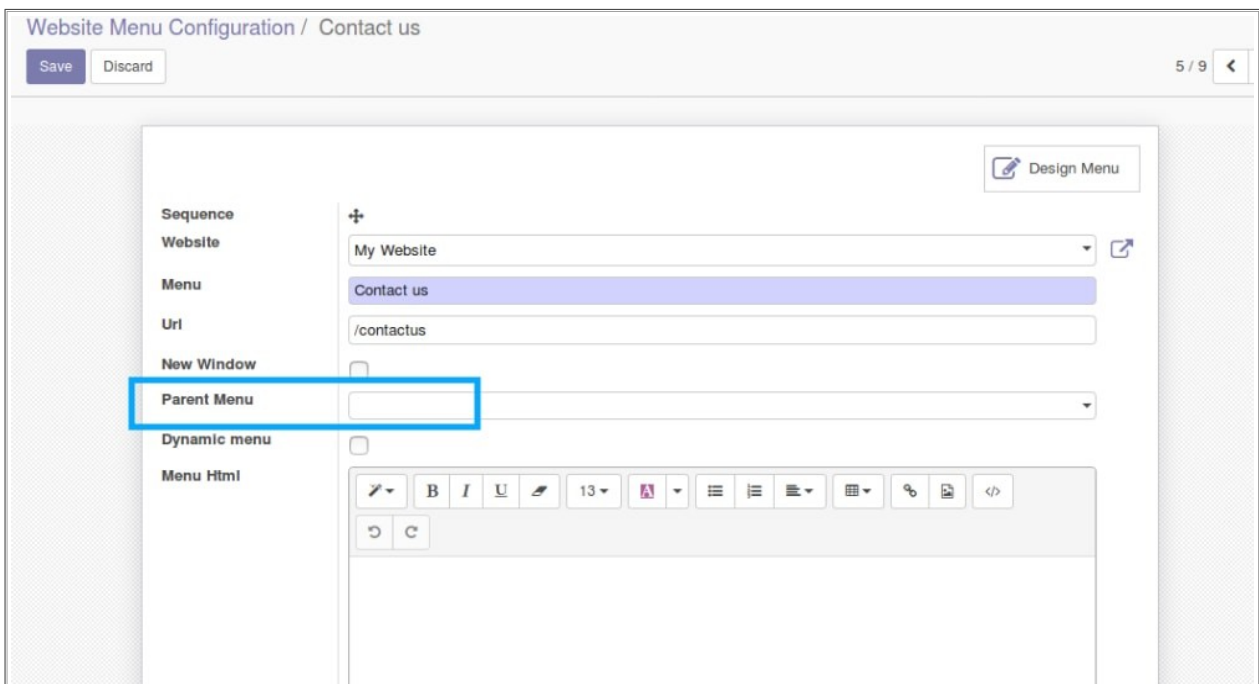 Website Menu Configuration / Contact us
Save Discard 5 / 9
Design Menu
Sequence
Website My Website
Menu Contact us
Url /contactus
New Window
Parent Menu
Dynamic menu
Menu Html
B I U 13 A </>